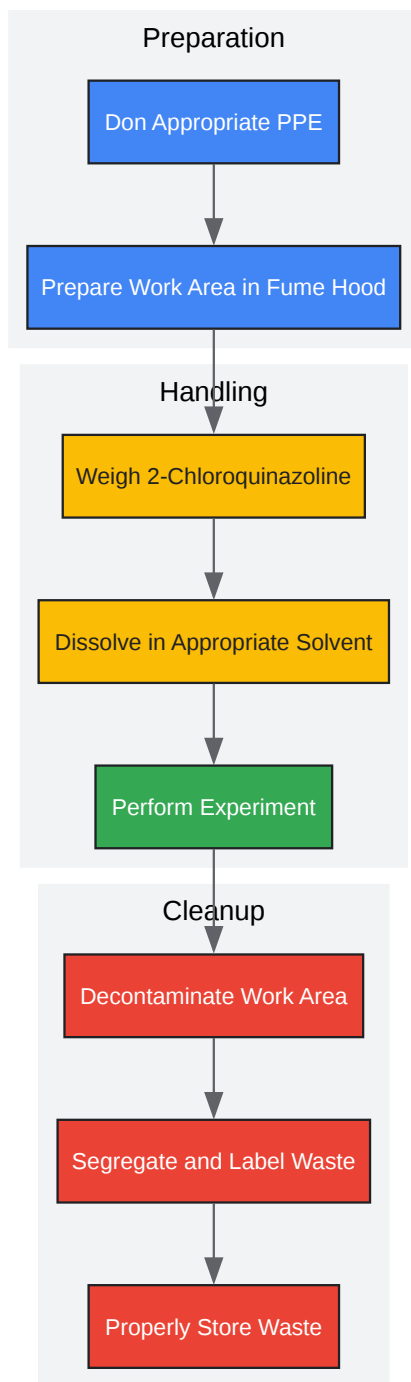 Preparation
Don Appropriate PPE
Prepare Work Area in Fume Hood
Handling
Weigh 2-Chloroquinazoline
Dissolve in Appropriate Solvent
Perform Experiment
Cleanup
Decontaminate Work Area
Segregate and Label Waste
Properly Store Waste